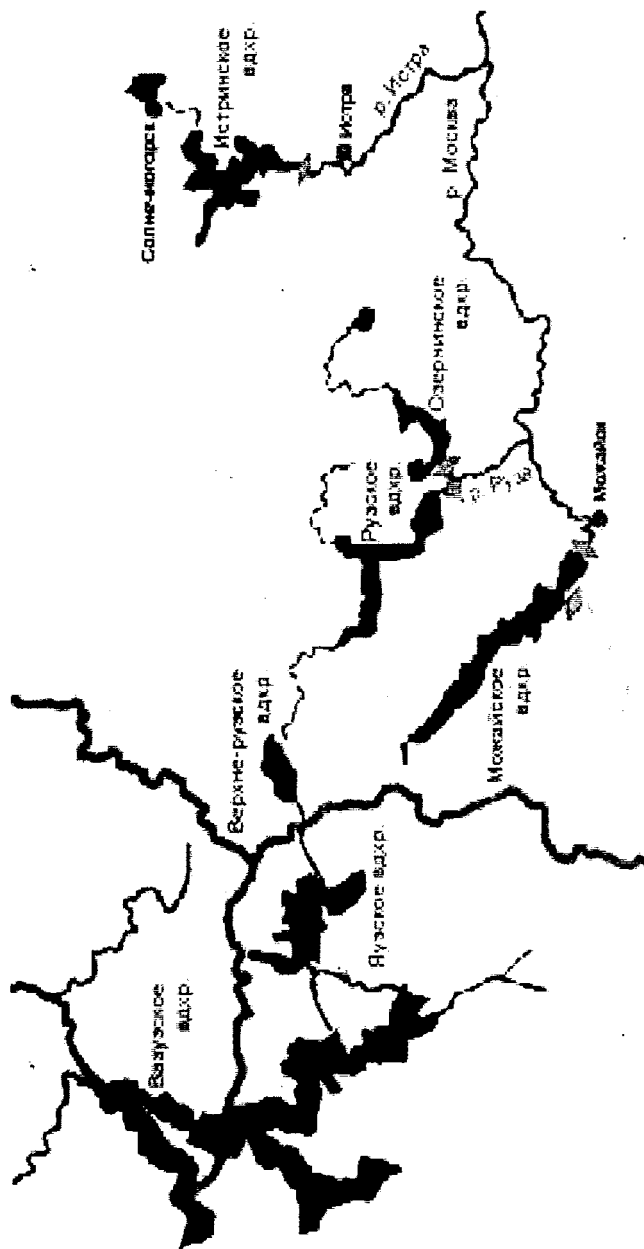 Вазузское
вдхр.
Яузское вдхр.
Верхне-рузское
вдхр.
Можайское
вдхр.
Рузское
вдхр.
р. Руза
Можайск
Озернинское
вдхр.
р. Москва
Солнечногорск
Истринское
вдхр.
Истра
р. Истра